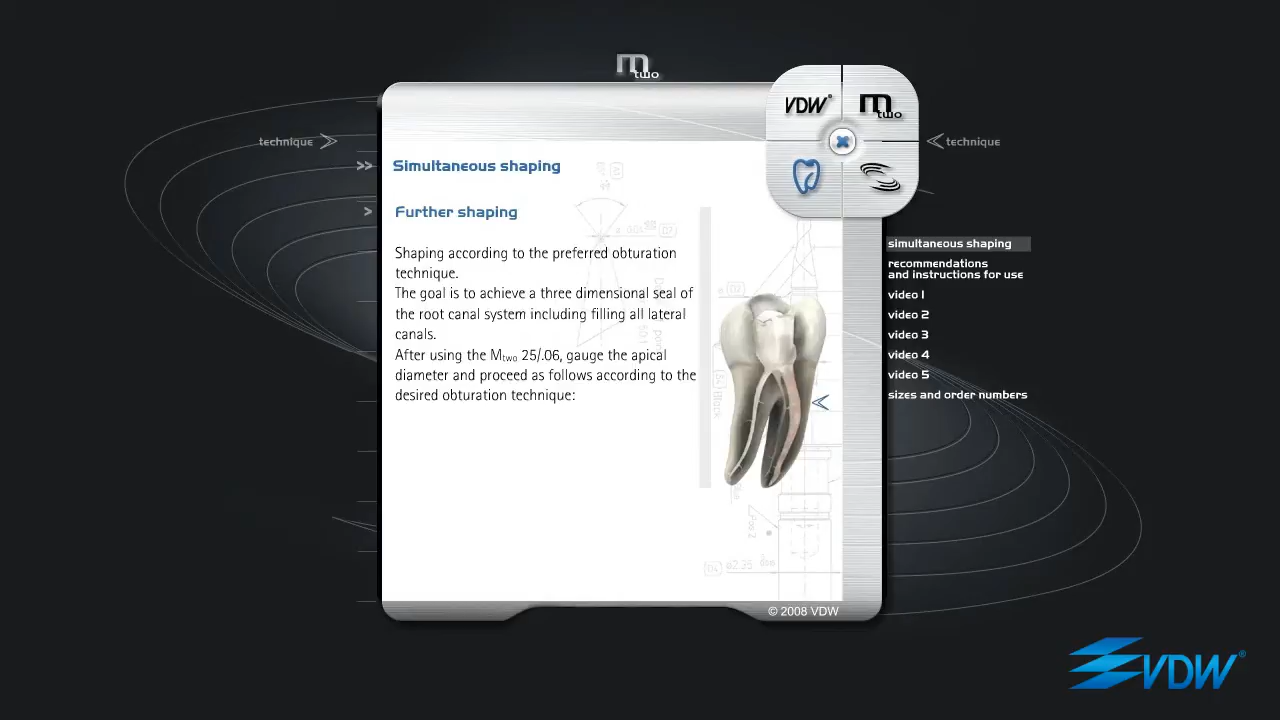 m
two
VDW®
m
two
technique
technique
Simultaneous shaping
Further shaping
Shaping according to the preferred obturation
technique.
The goal is to achieve a three dimensional seal of
the root canal system including filling all lateral
canals.
After using the Mtwo 25/.06, gauge the apical
diameter and proceed as follows according to the
desired obturation technique:
simultaneous shaping
recommendations
and instructions for use
video 1
video 2
video 3
video 4
video 5
sizes and order numbers
© 2008 VDW
VDW®